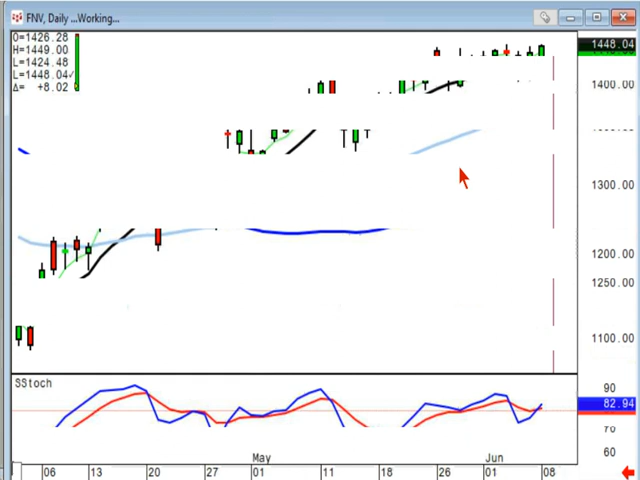 FNV, Daily ...Working...
O=1426.28
H=1449.00
L=1424.48
L=1448.04✓
Δ= +8.02
1448.04
1400.00
1300.00
1200.00
1250.00
1100.00
SStoch
90
82.94
60
May
Jun
06 13 20 27 01 11 18 26 01 08